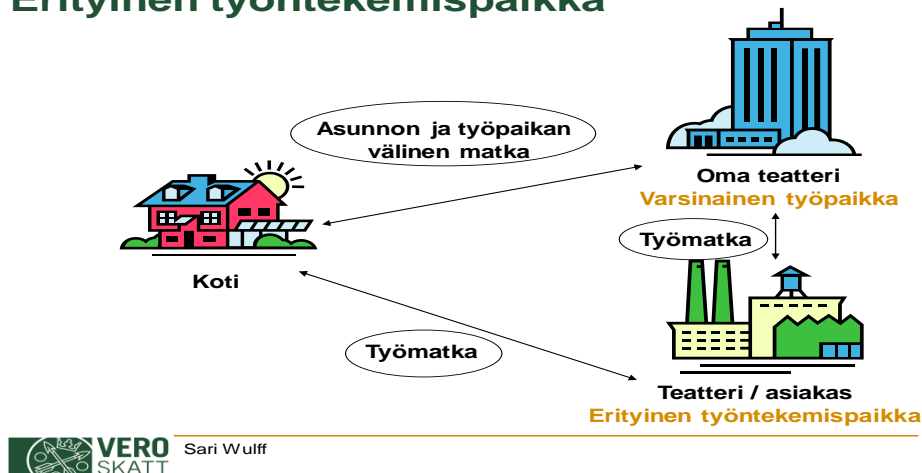 Erityinen työntekemispaikka
Asunnon ja työpaikan
välinen matka
Oma teatteri
Varsinainen työpaikka
Työmatka
Koti
Työmatka
Teatteri / asiakas
Erityinen työntekemispaikka
VERO
SKATT
Sari Wulff